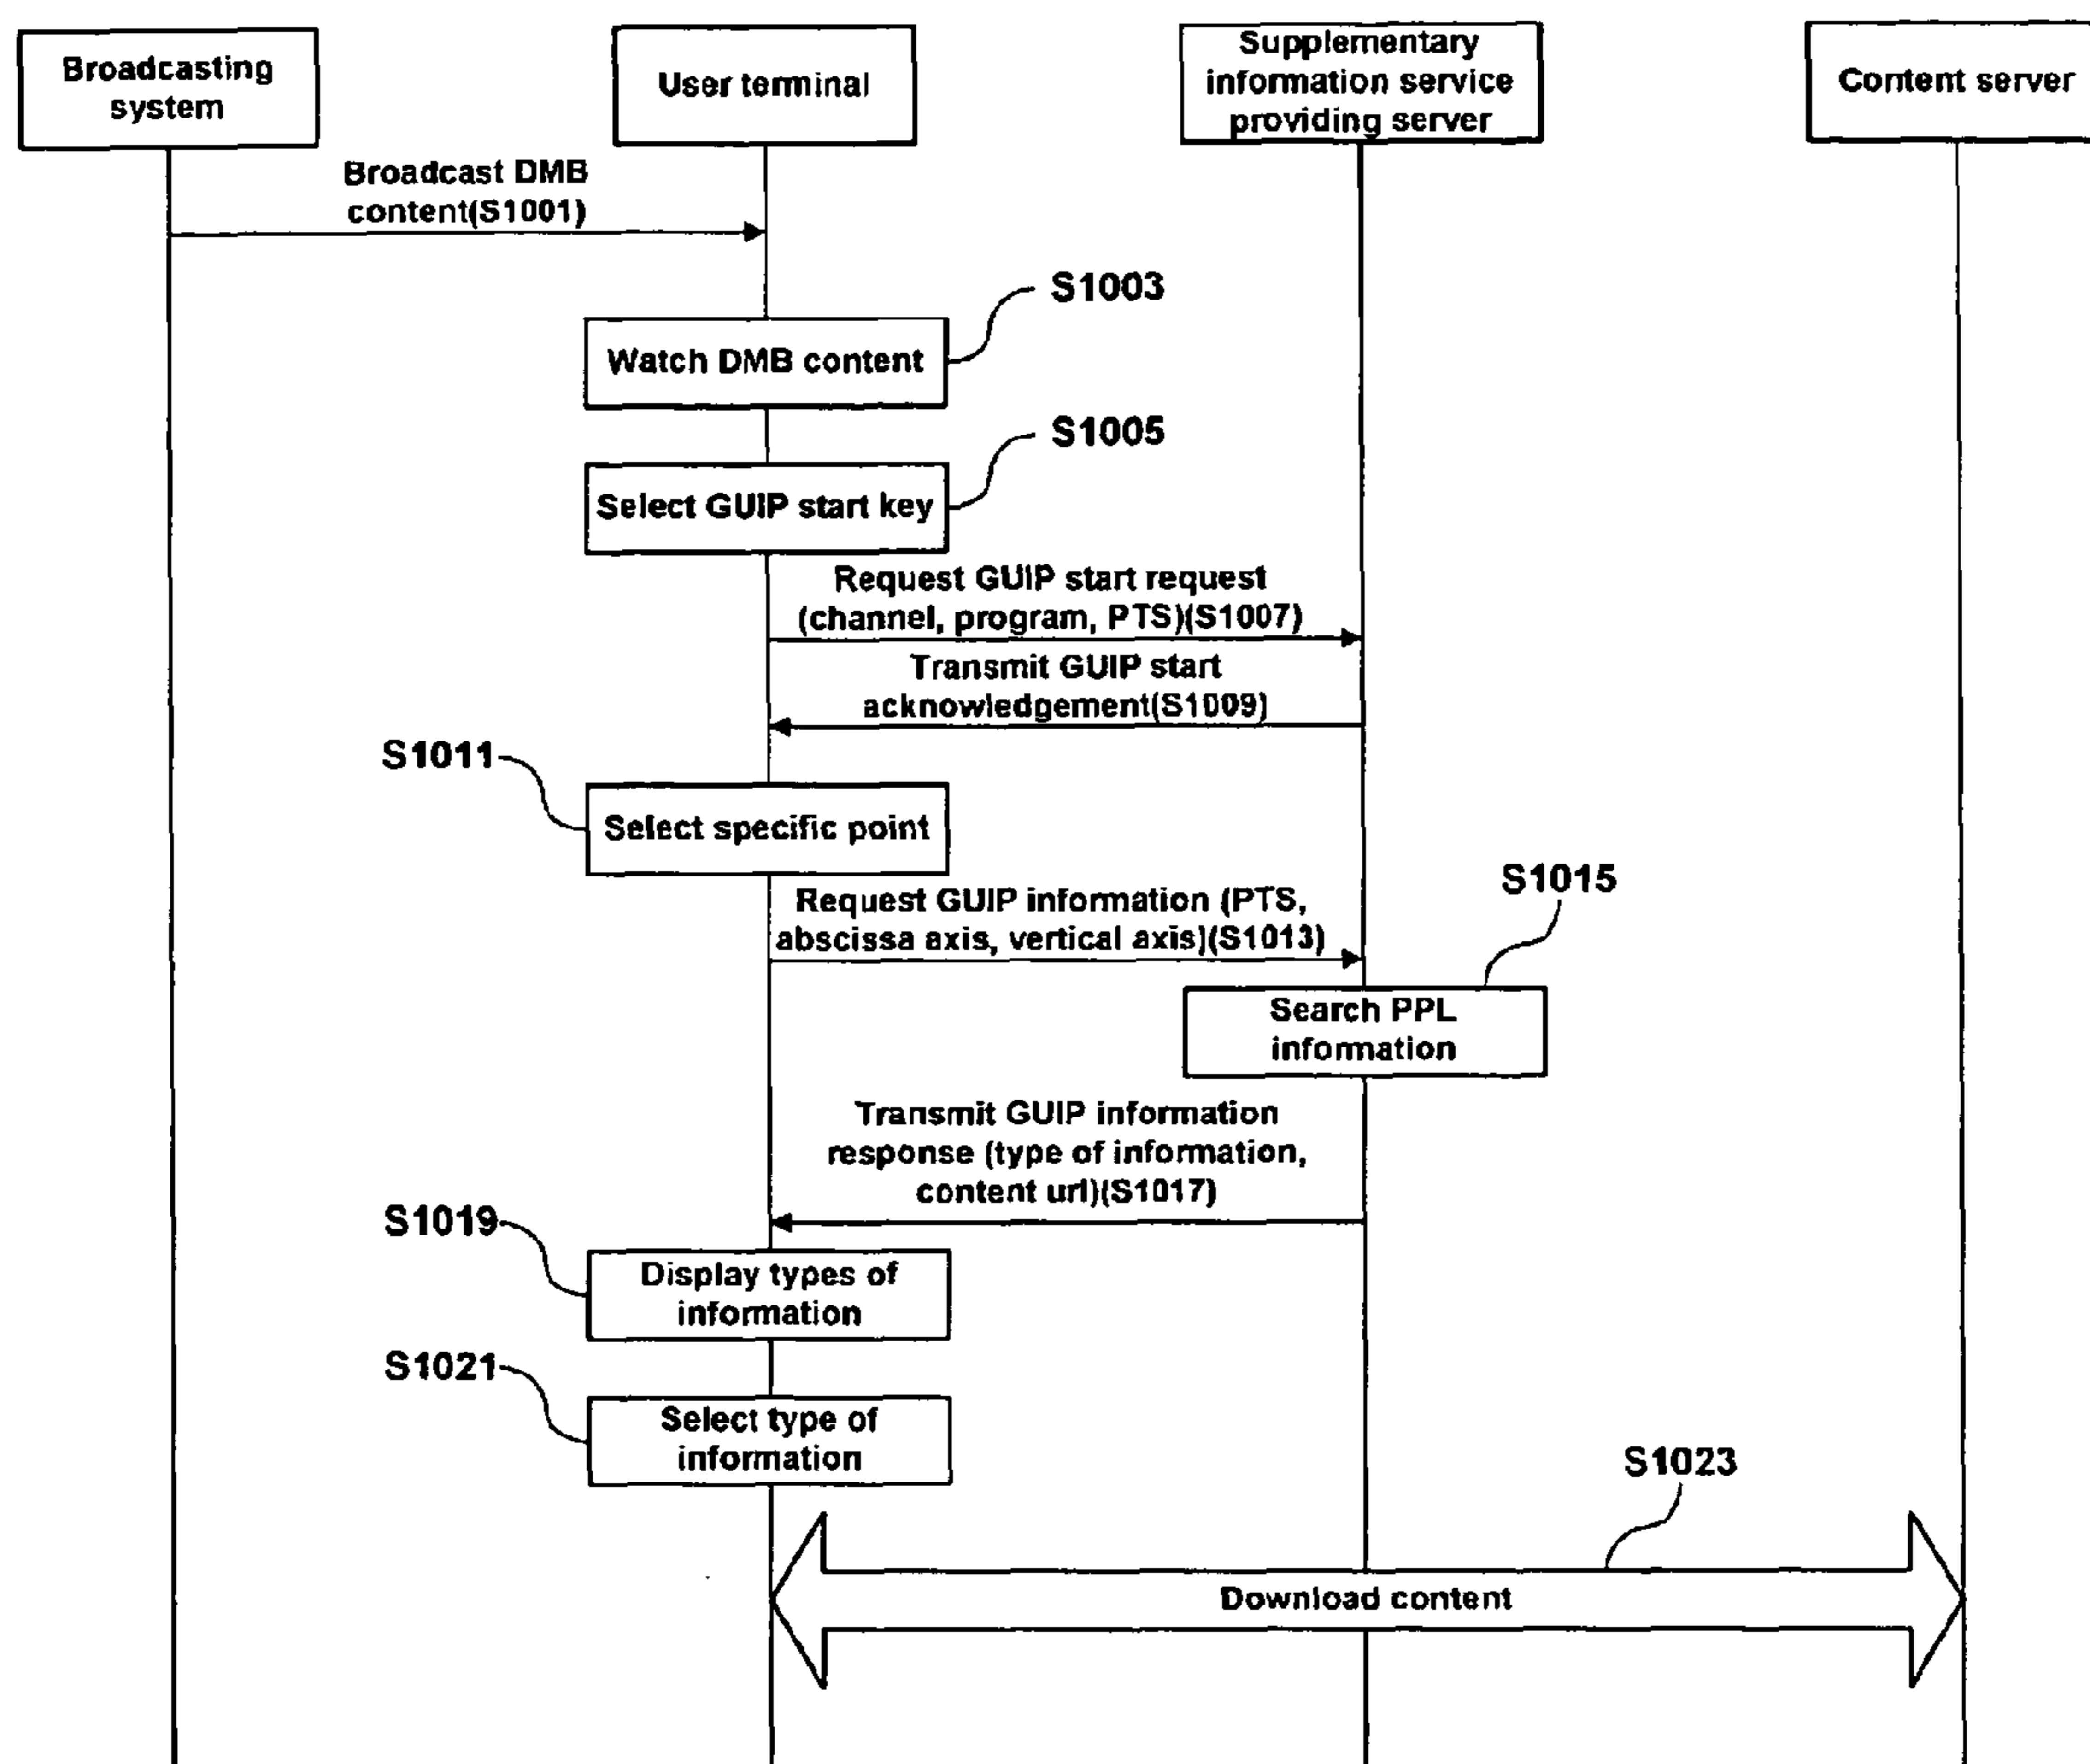 Broadcasting
system
User terminal
Supplementary
information service
providing server
Content server
Broadcast DMB
content(S1001)
S1003
Watch DMB content
S1005
Select GUIP start key
Request GUIP start request
(channel, program, PTS)(S1007)
Transmit GUIP start
acknowledgement(S1009)
S1011
Select specific point
Request GUIP information (PTS,
abscissa axis, vertical axis)(S1013)
S1015
Search PPL
information
Transmit GUIP information
response (type of information,
content url)(S1017)
S1019
Display types of
information
S1021
Select type of
information
S1023
Download content